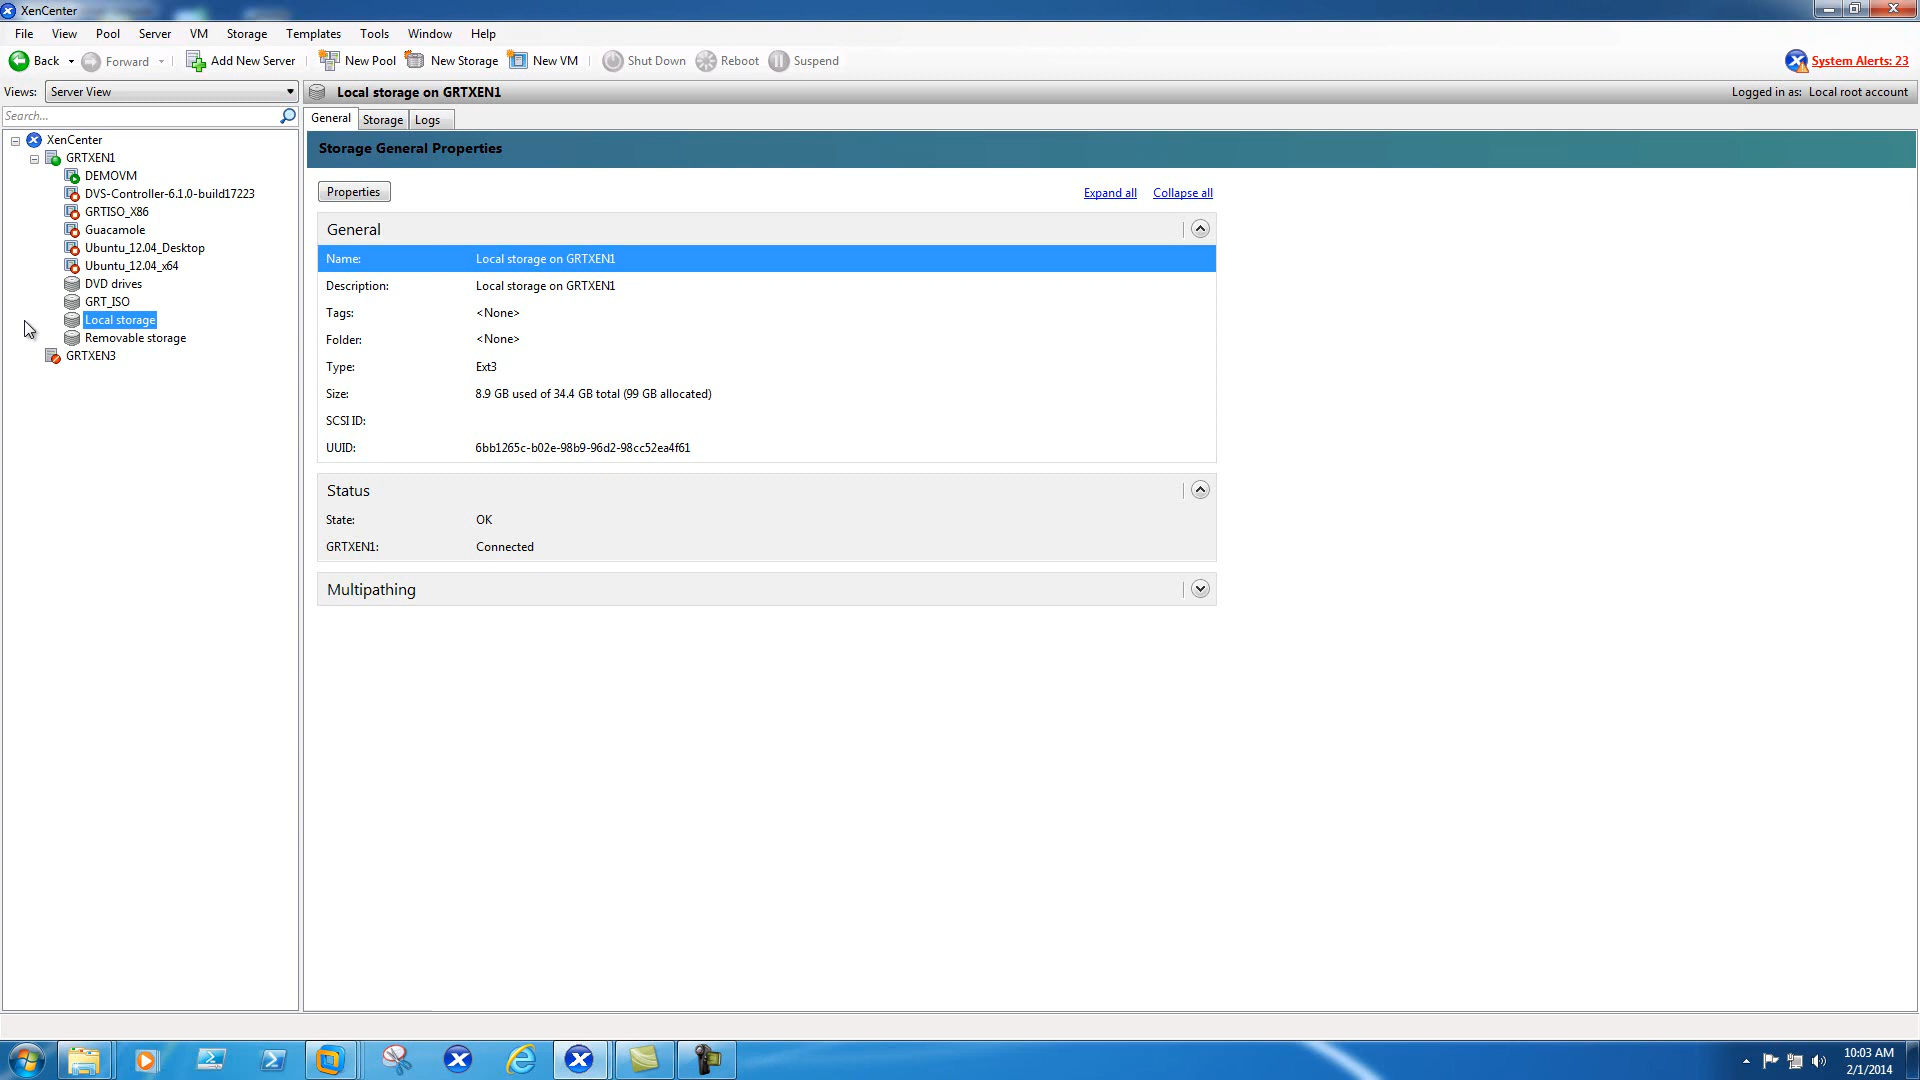 XenCenter
File View Pool Server VM Storage Templates Tools Window Help
Back Forward Add New Server New Pool New Storage New VM Shut Down Reboot Suspend System Alerts: 23
Views: Server View Local storage on GRTXEN1 Logged in as: Local root account
Search...
General Storage Logs
XenCenter
GRTXEN1
DEMOVM
DVS-Controller-6.1.0-build17223
GRTISO_X86
Guacamole
Ubuntu_12.04_Desktop
Ubuntu_12.04_x64
DVD drives
GRT_ISO
Local storage
Removable storage
GRTXEN3
Storage General Properties
Properties Expand all Collapse all
General
Name: Local storage on GRTXEN1
Description: Local storage on GRTXEN1
Tags: <None>
Folder: <None>
Type: Ext3
Size: 8.9 GB used of 34.4 GB total (99 GB allocated)
SCSI ID:
UUID: 6bb1265c-b02e-98b9-96d2-98cc52ea4f61
Status
State: OK
GRTXEN1: Connected
Multipathing
10:03 AM
2/1/2014